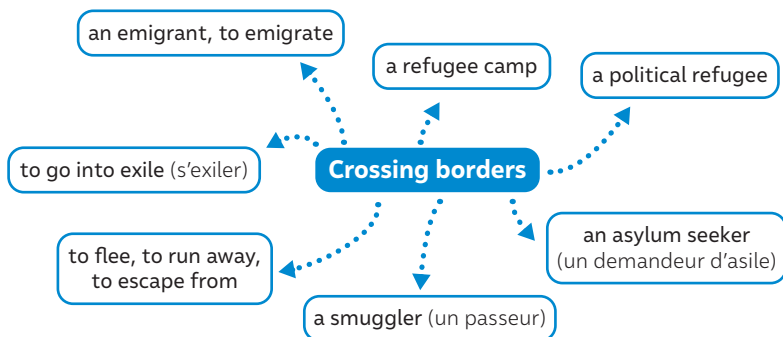 an emigrant, to emigrate
a refugee camp
a political refugee
to go into exile (s'exiler)
Crossing borders
to flee, to run away,
to escape from
an asylum seeker
(un demandeur d'asile)
a smuggler (un passeur)